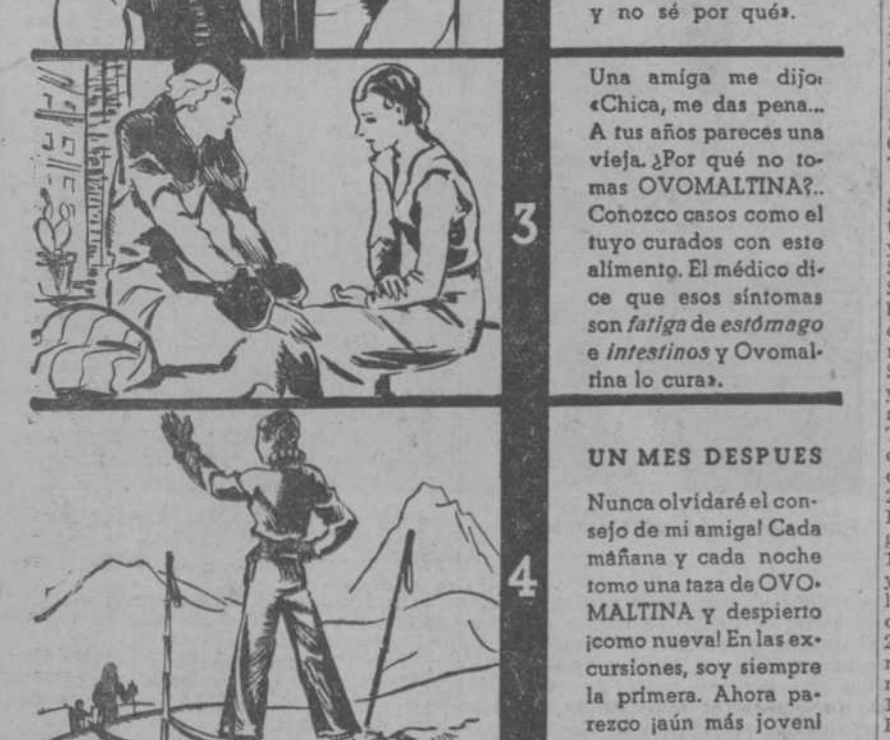 y no sé por qué».
3
Una amiga me dijo:
«Chica, me das pena...
A tus años pareces una
vieja. ¿Por qué no to-
mas OVOMALTINA?..
Conozco casos como el
tuyo curados con este
alimento. El médico di-
ce que esos síntomas
son fatiga de estómago
e intestinos y Ovomal-
tina lo cura».
4
UN MES DESPUES
Nunca olvidaré el con-
sejo de mi amiga! Cada
mañana y cada noche
tomo una taza de OVO-
MALTINA y despierto
¡como nueva! En las ex-
cursiones, soy siempre
la primera. Ahora pa-
rezco ¡aún más joven!